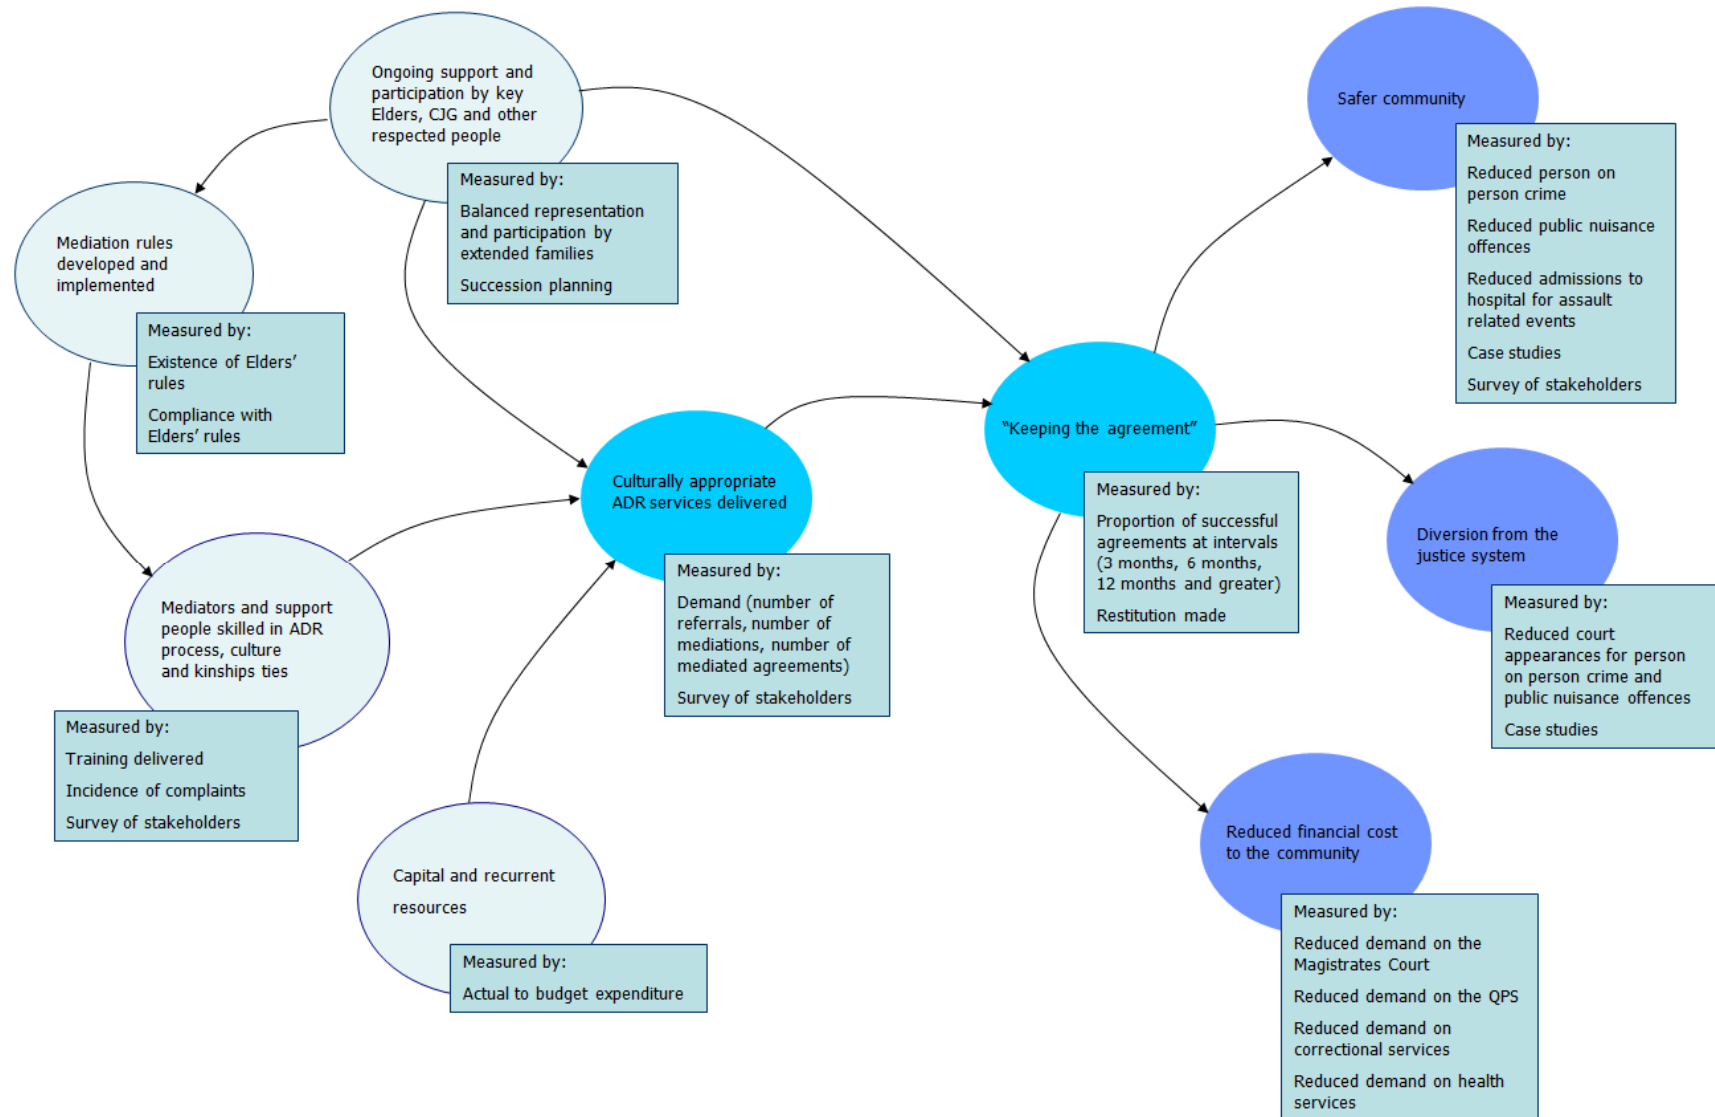 Ongoing support and
participation by key
Elders, CJG and other
respected people
Measured by:
Balanced representation
and participation by
extended families
Succession planning
Mediation rules
developed and
implemented
Measured by:
Existence of Elders’
rules
Compliance with
Elders’ rules
Mediators and support
people skilled in ADR
process, culture
and kinships ties
Measured by:
Training delivered
Incidence of complaints
Survey of stakeholders
Capital and recurrent
resources
Measured by:
Actual to budget expenditure
Culturally appropriate
ADR services delivered
Measured by:
Demand (number of
referrals, number of
mediations, number of
mediated agreements)
Survey of stakeholders
“Keeping the agreement”
Measured by:
Proportion of successful
agreements at intervals
(3 months, 6 months,
12 months and greater)
Restitution made
Safer community
Measured by:
Reduced person on
person crime
Reduced public nuisance
offences
Reduced admissions to
hospital for assault
related events
Case studies
Survey of stakeholders
Diversion from the
justice system
Measured by:
Reduced court
appearances for person
on person crime and
public nuisance offences
Case studies
Reduced financial cost
to the community
Measured by:
Reduced demand on the
Magistrates Court
Reduced demand on the QPS
Reduced demand on
correctional services
Reduced demand on health
services